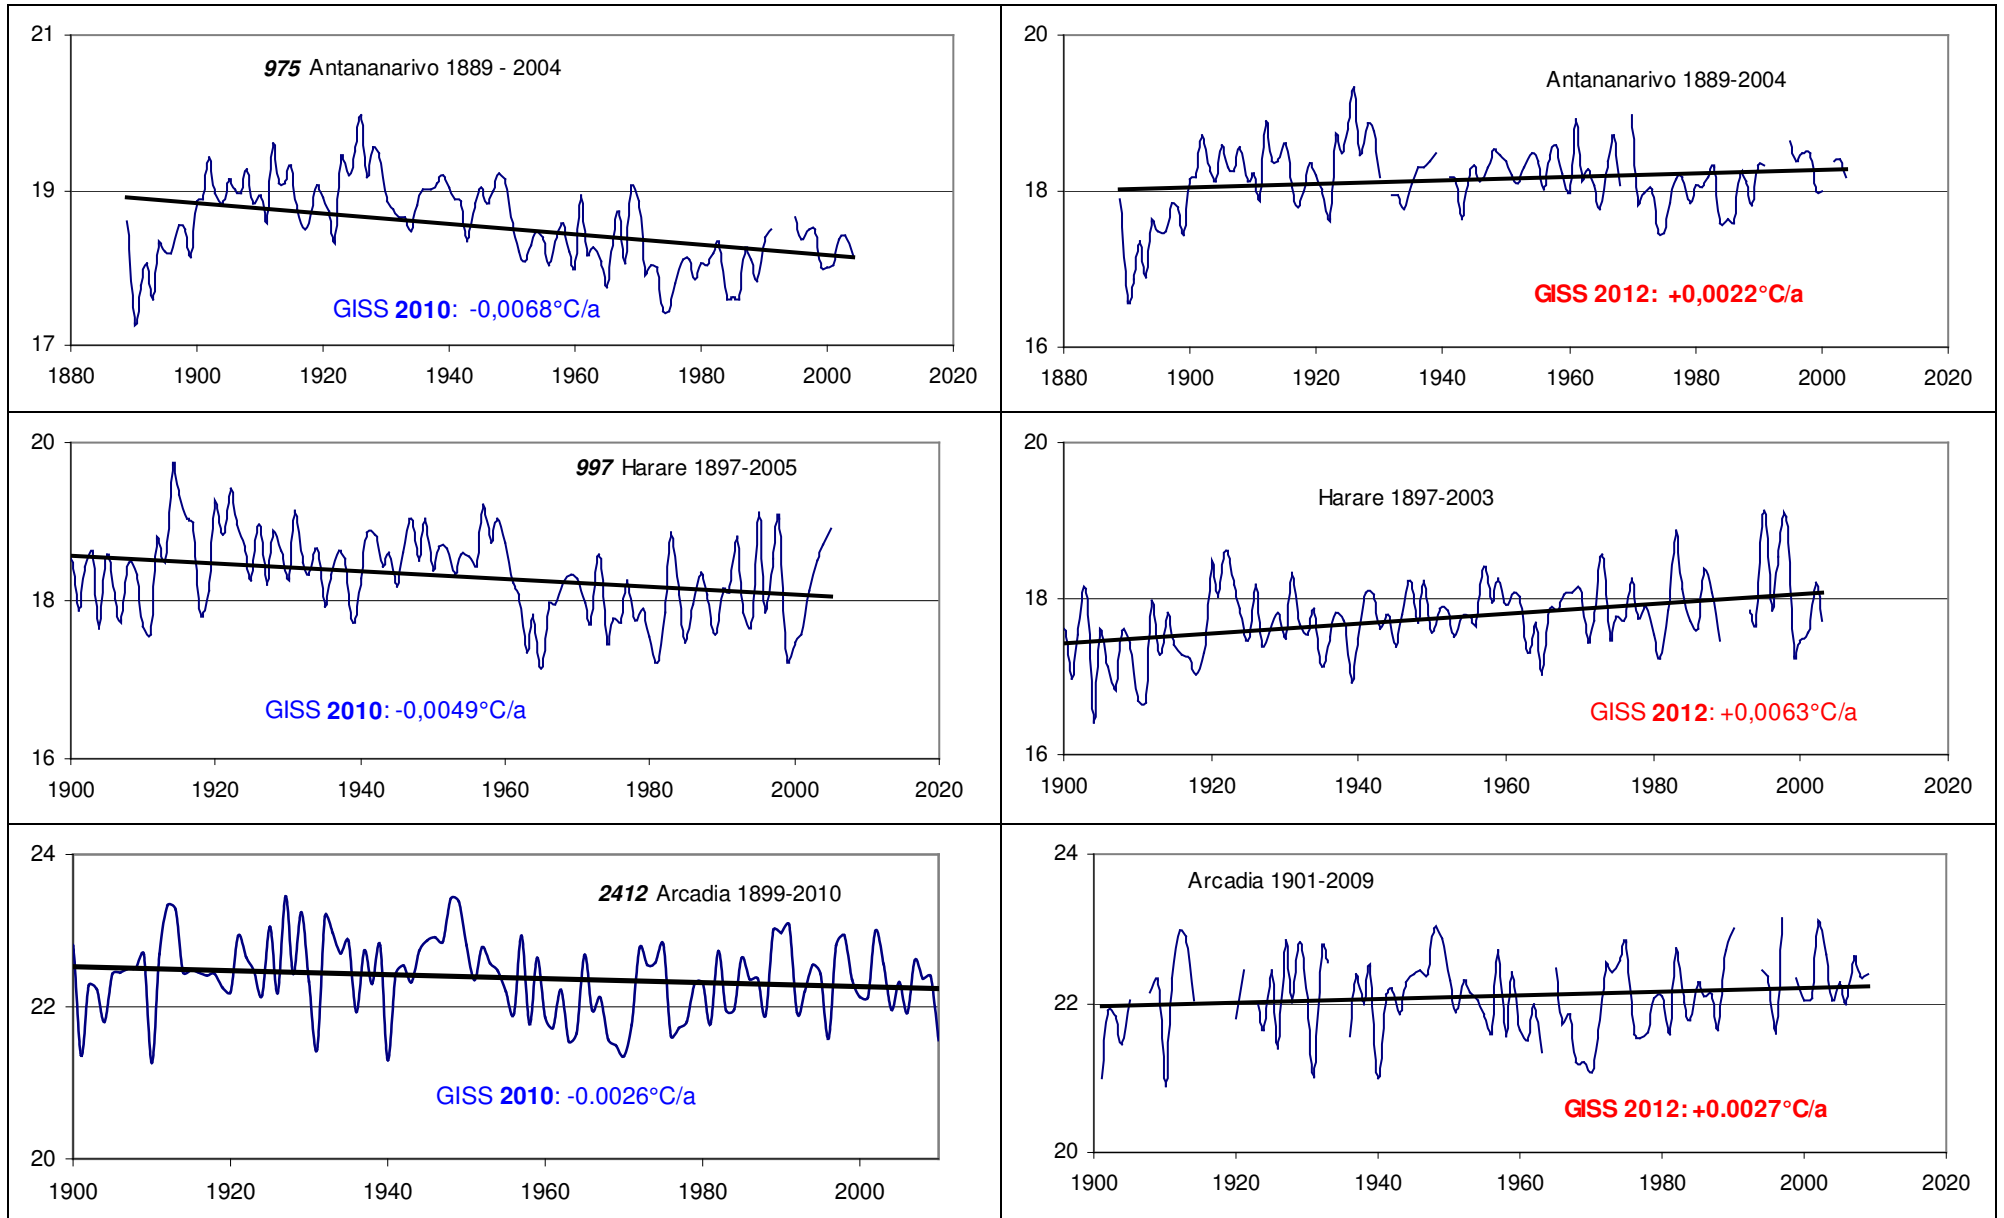 21
975 Antananarivo 1889 - 2004
19
GISS 2010: -0,0068°C/a
17
1880 1900 1920 1940 1960 1980 2000 2020
20
Antananarivo 1889-2004
18
GISS 2012: +0,0022°C/a
16
1880 1900 1920 1940 1960 1980 2000 2020
20
997 Harare 1897-2005
18
GISS 2010: -0,0049°C/a
16
1900 1920 1940 1960 1980 2000 2020
20
Harare 1897-2003
18
GISS 2012: +0,0063°C/a
16
1900 1920 1940 1960 1980 2000 2020
24
2412 Arcadia 1899-2010
22
GISS 2010: -0.0026°C/a
20
1900 1920 1940 1960 1980 2000
24
Arcadia 1901-2009
22
GISS 2012: +0.0027°C/a
20
1900 1920 1940 1960 1980 2000 2020